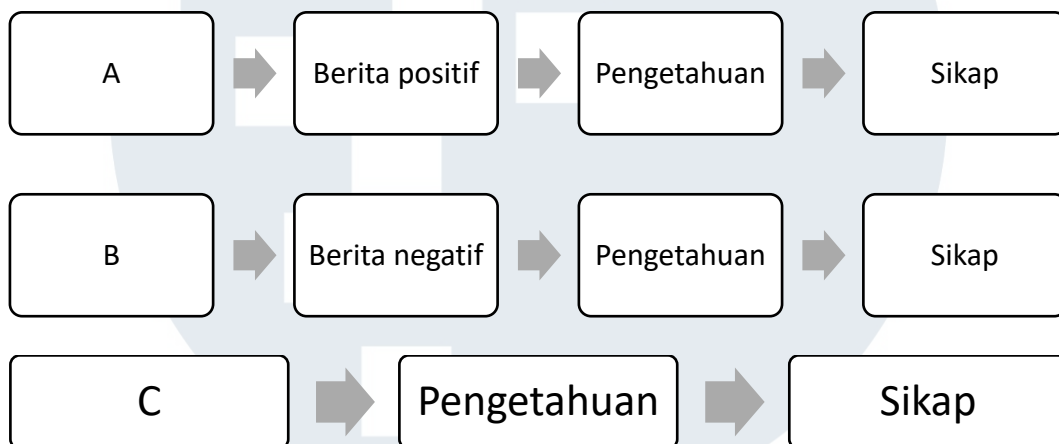 A
Berita positif
Pengetahuan
Sikap
B
Berita negatif
Pengetahuan
Sikap
C
Pengetahuan
Sikap